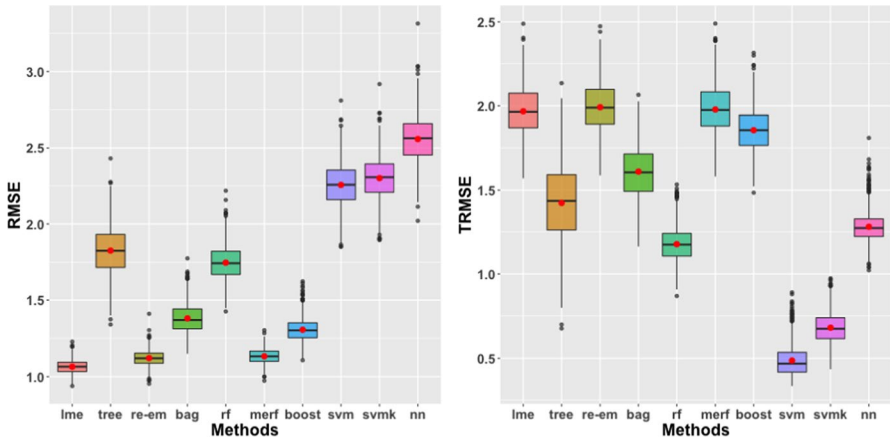 RMSE
3.0
2.5
2.0
1.5
1.0
lme tree re-em bag rf merf boost svm svmk nn
Methods
TRMSE
2.5
2.0
1.5
1.0
0.5
lme tree re-em bag rf merf boost svm svmk nn
Methods